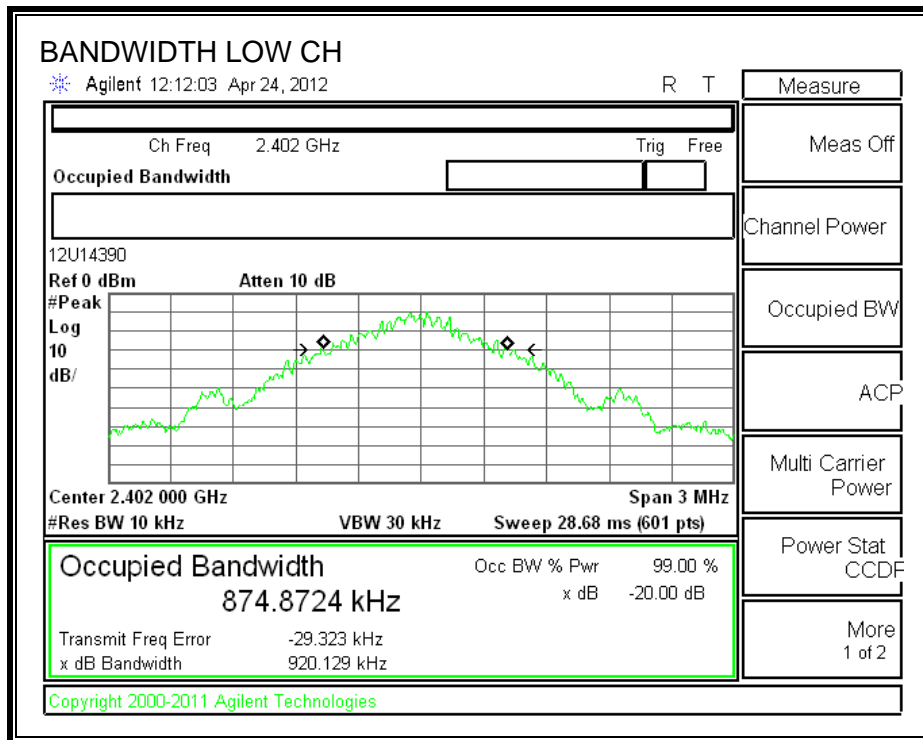 BANDWIDTH LOW CH
Agilent 12:12:03 Apr 24, 2012 R T
Measure
Ch Freq 2.402 GHz Trig Free
Meas Off
Occupied Bandwidth
Channel Power
12U14390
Ref 0 dBm Atten 10 dB
#Peak
Log
10
dB/
Occupied BW
ACP
Multi Carrier
Power
Center 2.402 000 GHz Span 3 MHz
#Res BW 10 kHz VBW 30 kHz Sweep 28.68 ms (601 pts)
Power Stat
CCDF
Occupied Bandwidth Occ BW % Pwr 99.00 %
874.8724 kHz x dB -20.00 dB
Transmit Freq Error -29.323 kHz
x dB Bandwidth 920.129 kHz
More
1 of 2
Copyright 2000-2011 Agilent Technologies